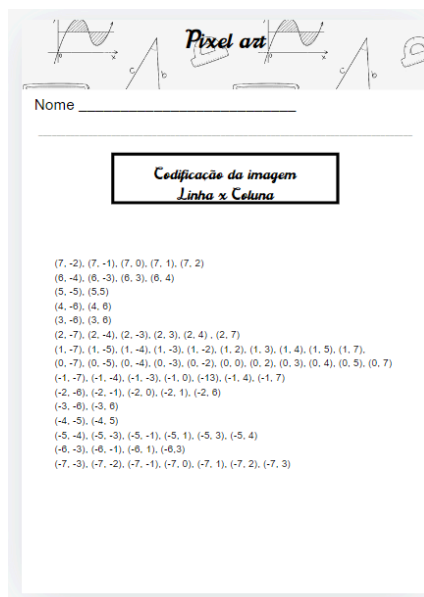 Pixel art
Nome
Codificação da imagem
Linha x Coluna
(7, -2), (7, -1), (7, 0), (7, 1), (7, 2)
(6, -4), (6, -3), (6, 3), (6, 4)
(5, -5), (5,5)
(4, -6), (4, 6)
(3, -6), (3, 6)
(2, -7), (2, -4), (2, -3), (2, 3), (2, 4) , (2, 7)
(1, -7), (1, -5), (1, -4), (1, -3), (1, -2), (1, 2), (1, 3), (1, 4), (1, 5), (1, 7),
(0, -7), (0, -5), (0, -4), (0, -3), (0, -2), (0, 0), (0, 2), (0, 3), (0, 4), (0, 5), (0, 7)
(-1, -7), (-1, -4), (-1, -3), (-1, 0), (-13), (-1, 4), (-1, 7)
(-2, -6), (-2, -1), (-2, 0), (-2, 1), (-2, 6)
(-3, -6), (-3, 6)
(-4, -5), (-4, 5)
(-5, -4), (-5, -3), (-5, -1), (-5, 1), (-5, 3), (-5, 4)
(-6, -3), (-6, -1), (-6, 1), (-6,3)
(-7, -3), (-7, -2), (-7, -1), (-7, 0), (-7, 1), (-7, 2), (-7, 3)